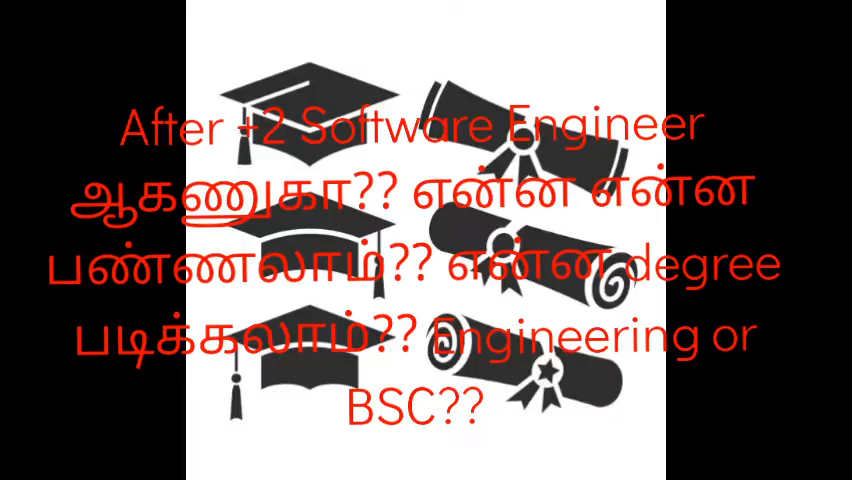 After +2 Software Engineer
ஆகணுகா?? என்ன என்ன
பண்ணலாம்?? என்ன degree
படிக்கலாம்?? Engineering or
BSC??